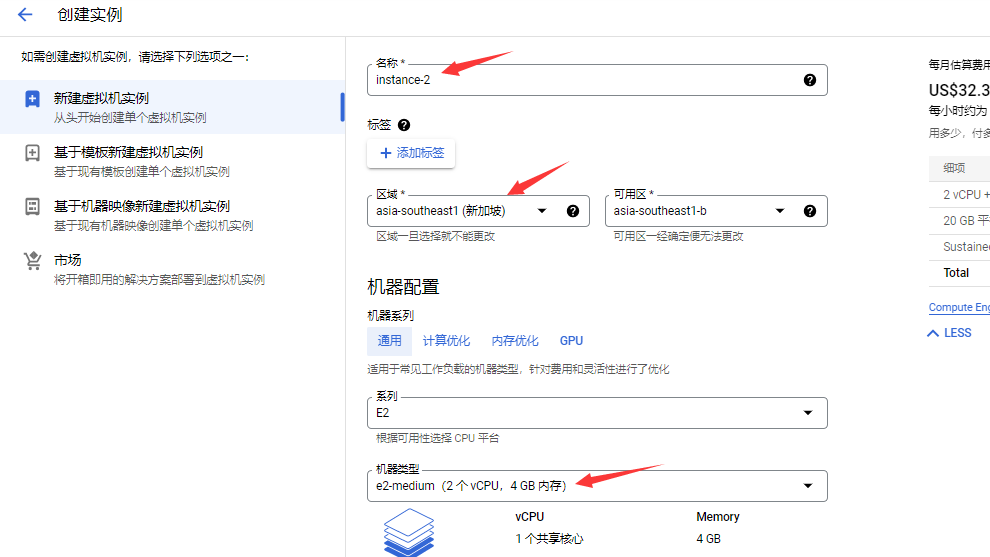 创建实例
如需创建虚拟机实例，请选择下列选项之一：
新建虚拟机实例
从头开始创建单个虚拟机实例
基于模板新建虚拟机实例
基于现有模板创建单个虚拟机实例
基于机器映像新建虚拟机实例
基于现有机器映像创建单个虚拟机实例
市场
将开箱即用的解决方案部署到虚拟机实例
名称 *
instance-2
标签
添加标签
区域 *
asia-southeast1 (新加坡)
区域一旦选择就不能更改
可用区 *
asia-southeast1-b
可用区一经确定便无法更改
机器配置
机器系列
通用 计算优化 内存优化 GPU
适用于常见工作负载的机器类型，针对费用和灵活性进行了优化
系列
E2
根据可用性选择 CPU 平台
机器类型
e2-medium（2 个 vCPU，4 GB 内存）
vCPU Memory
1 个共享核心 4 GB
每月估算费用
US$32.3
每小时约为
用多少，付多
细项
2 vCPU +
20 GB 平
Sustained
Total
Compute Eng
LESS